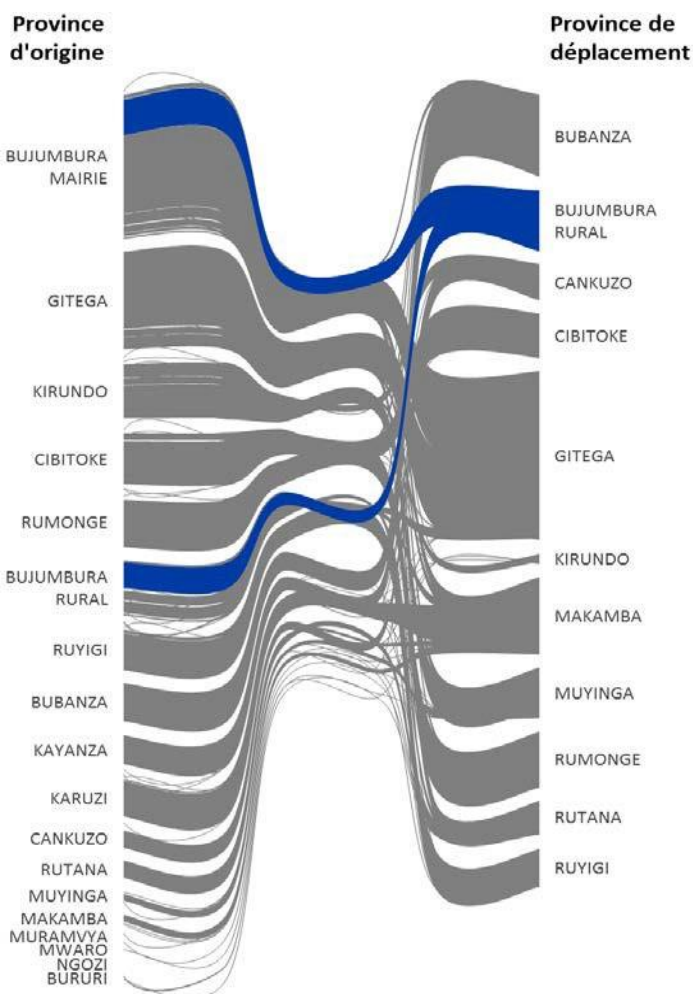 Province
d'origine
Province de
déplacement
BUJUMBURA
MAIRIE
GITEGA
KIRUNDO
CIBITOKE
RUMONGE
BUJUMBURA
RURAL
RUYIGI
BUBANZA
KAYANZA
KARUZI
CANKUZO
RUTANA
MUYINGA
MAKAMBA
MURAMVYA
MWARO
NGOZI
BURURI
BUBANZA
BUJUMBURA
RURAL
CANKUZO
CIBITOKE
GITEGA
KIRUNDO
MAKAMBA
MUYINGA
RUMONGE
RUTANA
RUYIGI